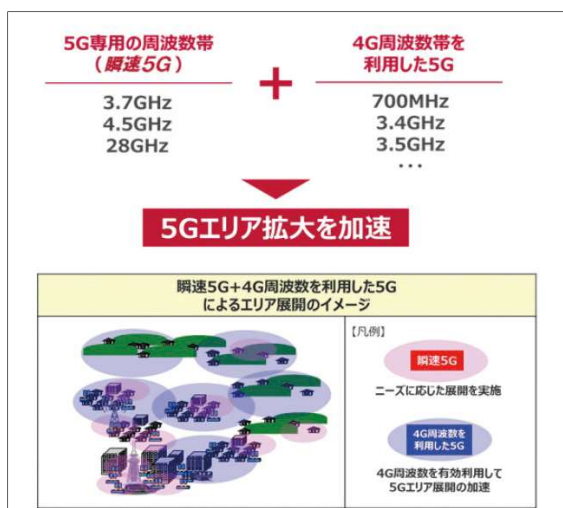 5G専用の周波数帯
(瞬速5G)
3.7GHz
4.5GHz
28GHz
+
4G周波数帯を
利用した5G
700MHz
3.4GHz
3.5GHz
…
5Gエリア拡大を加速
瞬速5G+4G周波数を利用した5G
によるエリア展開のイメージ
【凡例】
瞬速5G
ニーズに応じた展開を実施
4G周波数を
利用した5G
4G周波数を有効利用して
5Gエリア展開の加速